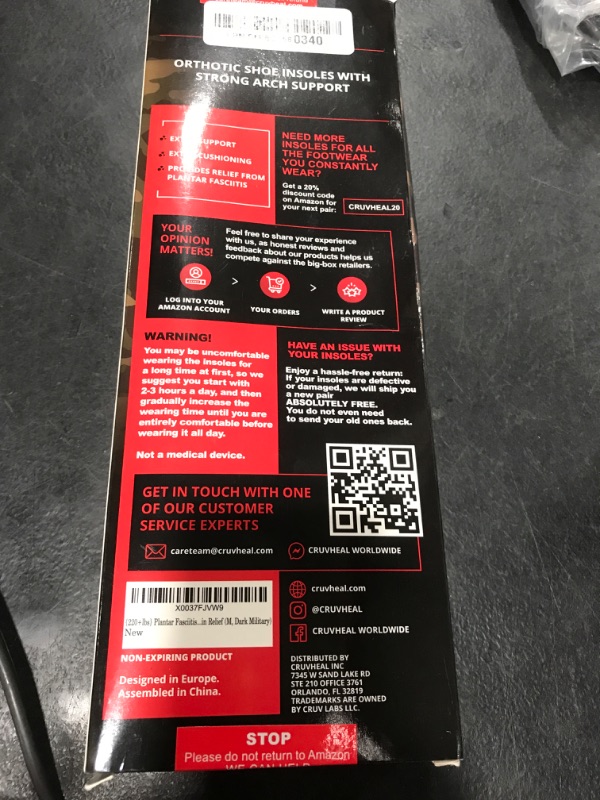 0340
ORTHOTIC SHOE INSOLES WITH
STRONG ARCH SUPPORT
SUPPORT
CUSHIONING
PROVIDES RELIEF FROM
PLANTAR FASCIITIS
NEED MORE
INSOLES FOR ALL
THE FOOTWEAR
YOU CONSTANTLY
WEAR?
Get a 20%
discount code
on Amazon for
your next pair:
CRUVHEAL20
YOUR
OPINION
MATTERS!
Feel free to share your experience
with us, as honest reviews and
feedback about our products helps us
compete against the big-box retailers.
LOG INTO YOUR
AMAZON ACCOUNT
>
YOUR ORDERS
>
WRITE A PRODUCT
REVIEW
WARNING!
You may be uncomfortable
wearing the insoles for
a long time at first, so we
suggest you start with
2-3 hours a day, and then
gradually increase the
wearing time until you are
entirely comfortable before
wearing it all day.
Not a medical device.
HAVE AN ISSUE WITH
YOUR INSOLES?
Enjoy a hassle-free return:
If your insoles are defective
or damaged, we will ship you
a new pair
ABSOLUTELY FREE.
You do not even need
to send your old ones back.
GET IN TOUCH WITH ONE
OF OUR CUSTOMER
SERVICE EXPERTS
careteam@cruvheal.com
CRUVHEAL WORLDWIDE
X0037FJVW9
(220+lbs) Plantar Fasciitis...in Relief (M, Dark Military)
New
NON-EXPIRING PRODUCT
Designed in Europe.
Assembled in China.
cruvheal.com
@CRUVHEAL
CRUVHEAL WORLDWIDE
DISTRIBUTED BY
CRUVHEAL INC
7345 W SAND LAKE RD
STE 210 OFFICE 3761
ORLANDO, FL 32819
TRADEMARKS ARE OWNED
BY CRUV LABS LLC.
STOP
Please do not return to Amazon
WE CAN HELP